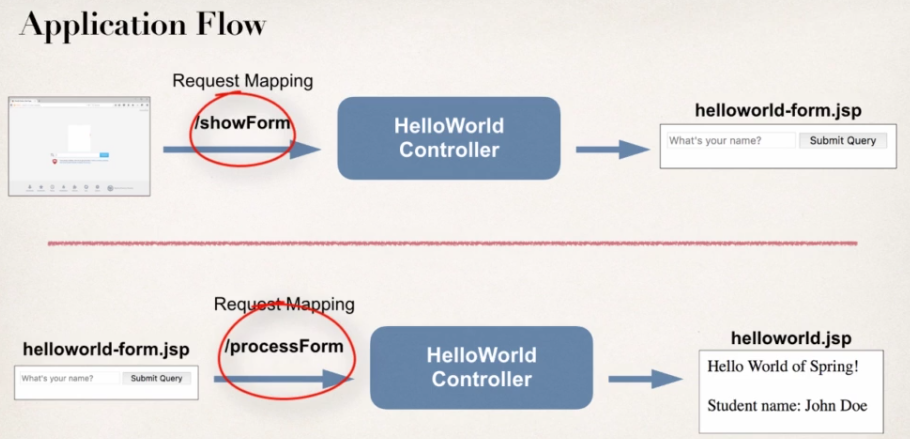 Application Flow
Request Mapping
/showForm
HelloWorld
Controller
helloworld-form.jsp
What's your name?
Submit Query
Request Mapping
/processForm
helloworld-form.jsp
What's your name?
Submit Query
HelloWorld
Controller
helloworld.jsp
Hello World of Spring!
Student name: John Doe